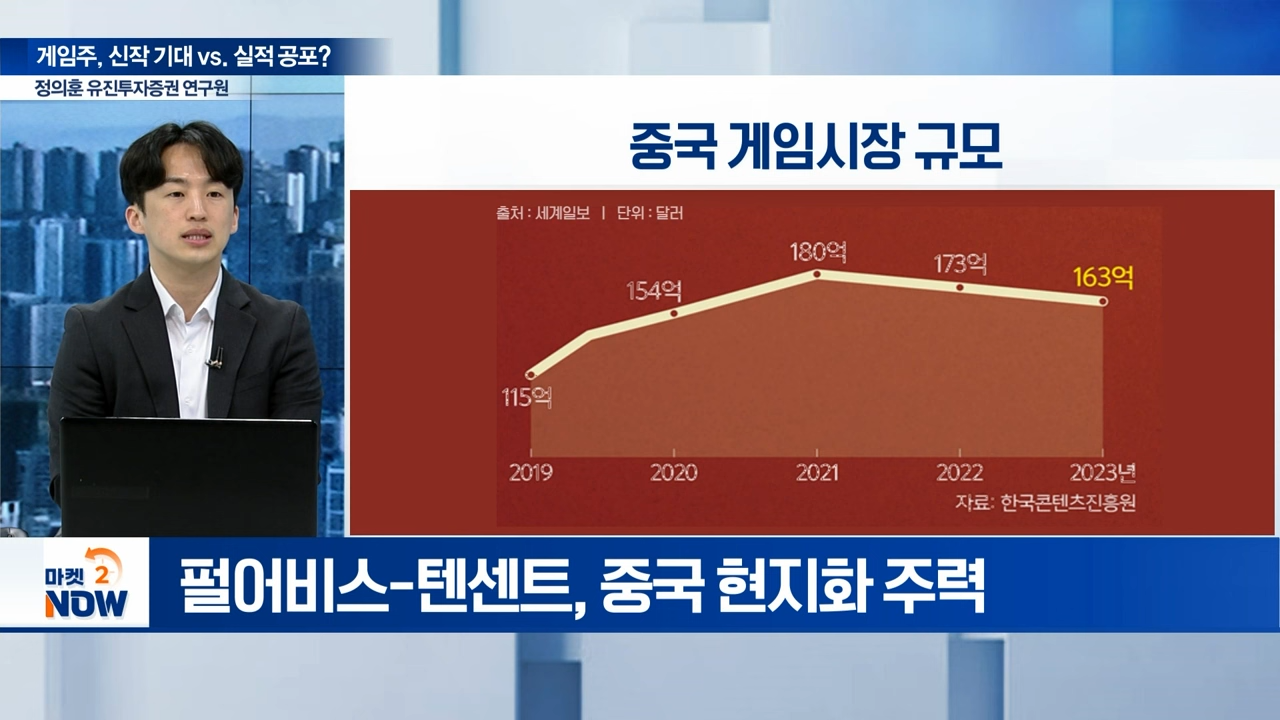 게임주, 신작 기대 vs. 실적 공포?
정의훈 유진투자증권 연구원
중국 게임시장 규모
출처 : 세계일보 | 단위 : 달러
115억
154억
180억
173억
163억
2019 2020 2021 2022 2023년
자료: 한국콘텐츠진흥원
마켓 2
NOW
펄어비스-텐센트, 중국 현지화 주력